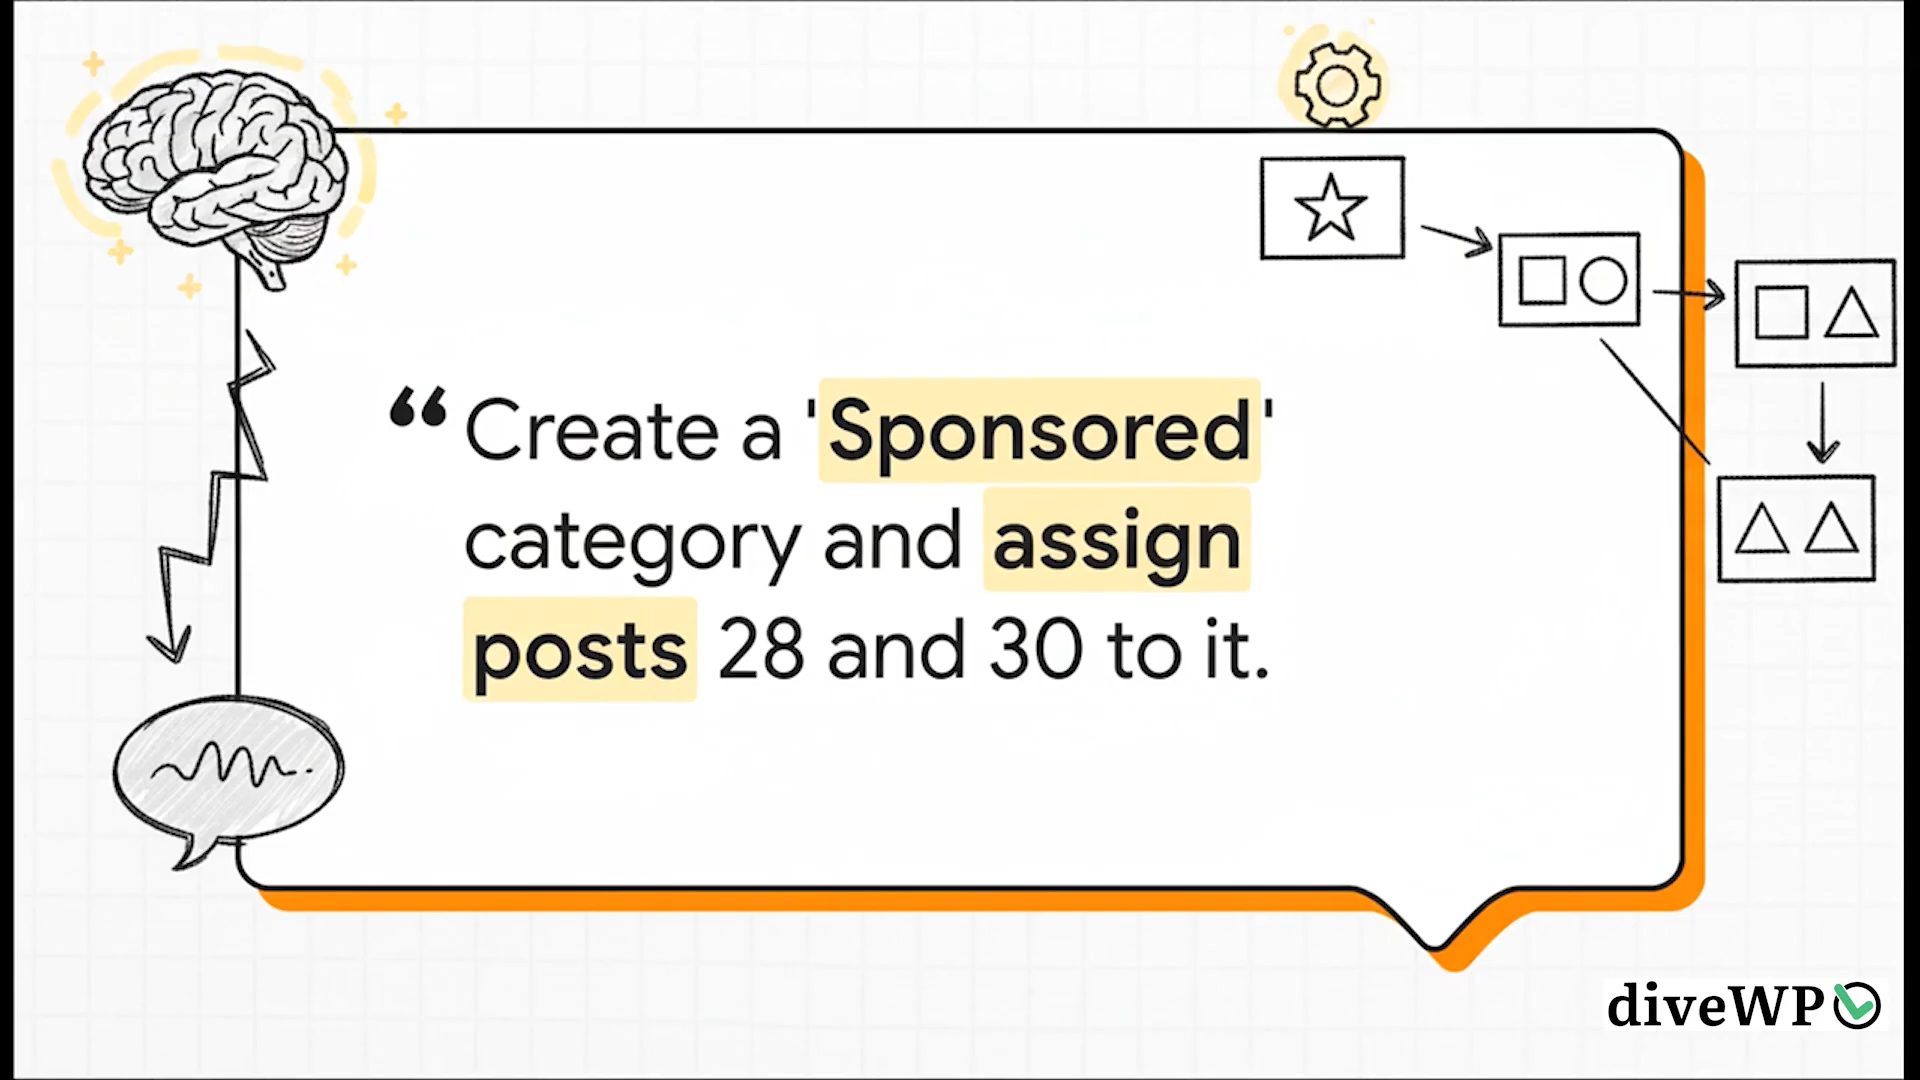 “Create a 'Sponsored'
category and assign
posts 28 and 30 to it.
diveWP